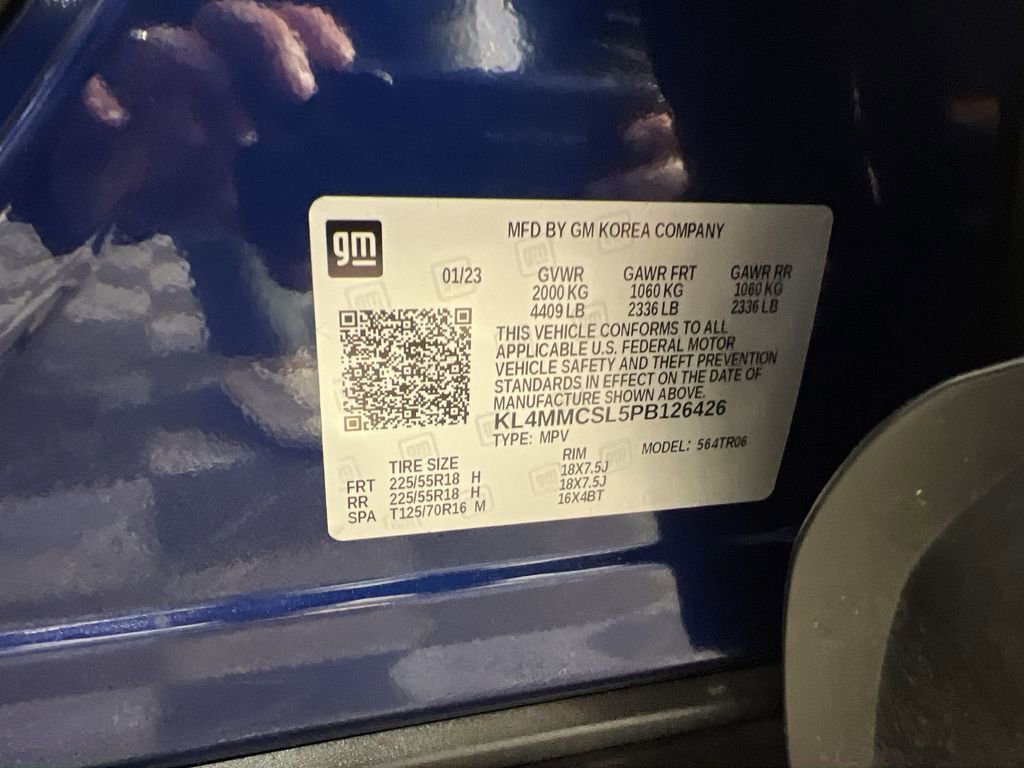 gm
MFD BY GM KOREA COMPANY
01/23 GVWR GAWR FRT GAWR RR
2000 KG 1060 KG 1060 KG
4409 LB 2336 LB 2336 LB
THIS VEHICLE CONFORMS TO ALL
APPLICABLE U.S. FEDERAL MOTOR
VEHICLE SAFETY AND THEFT PREVENTION
STANDARDS IN EFFECT ON THE DATE OF
MANUFACTURE SHOWN ABOVE.
KL4MMCSL5PB126426
TYPE: MPV MODEL: 564TR06
TIRE SIZE RIM
FRT 225/55R18 H 18X7.5J
RR 225/55R18 H 18X7.5J
SPA T125/70R16 M 16X4BT